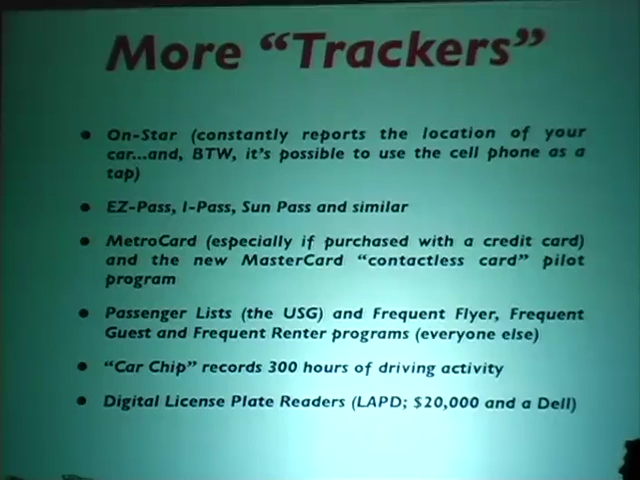 More “Trackers”
• On-Star (constantly reports the location of your
car...and, BTW, it’s possible to use the cell phone as a
tap)
• EZ-Pass, I-Pass, Sun Pass and similar
• MetroCard (especially if purchased with a credit card)
and the new MasterCard “contactless card” pilot
program
• Passenger Lists (the USG) and Frequent Flyer, Frequent
Guest and Frequent Renter programs (everyone else)
• “Car Chip” records 300 hours of driving activity
• Digital License Plate Readers (LAPD; $20,000 and a Dell)